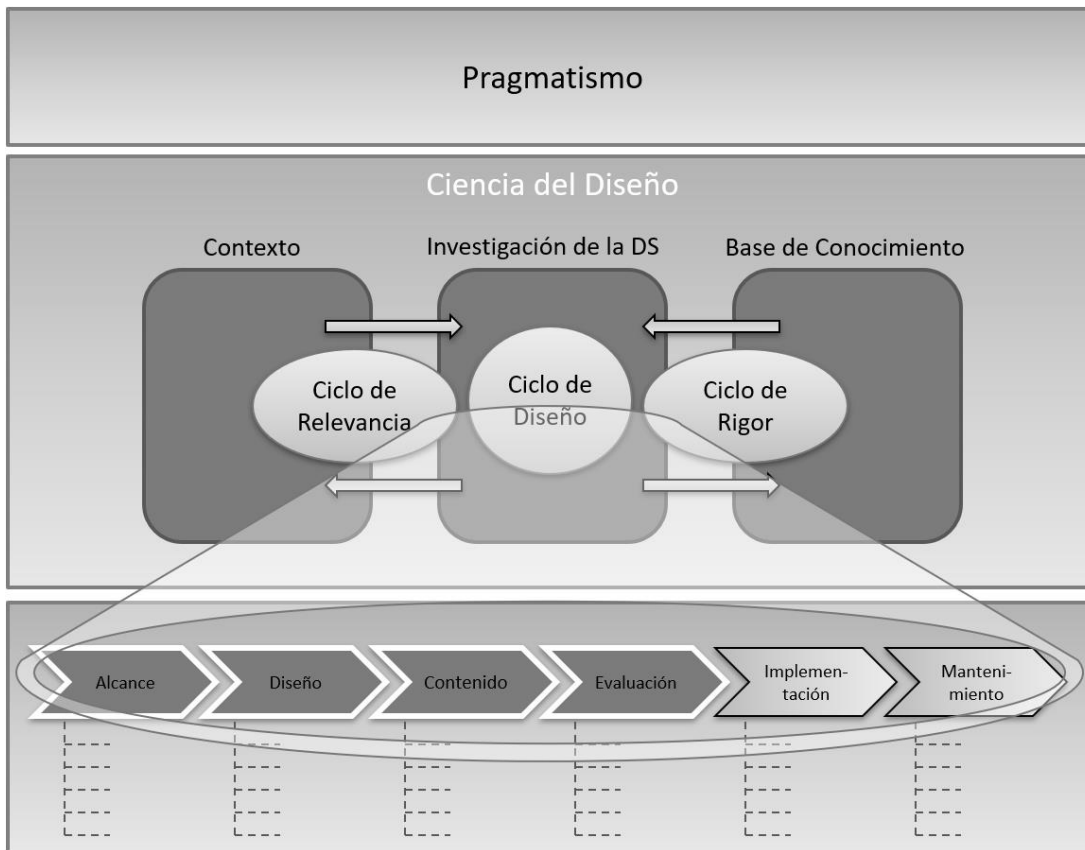 Pragmatismo
Ciencia del Diseño
Contexto
Investigación de la DS
Base de Conocimiento
Ciclo de
Relevancia
Ciclo de
Diseño
Ciclo de
Rigor
Alcance
Diseño
Contenido
Evaluación
Implemen-
tación
Manteni-
miento